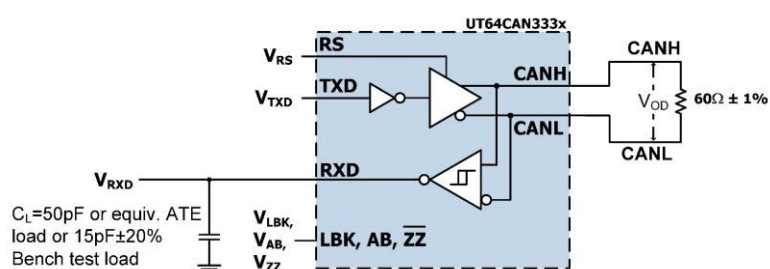 UT64CAN333x
RS
V_RS
CANH
CANH
TXD
V_TXD
V_OD
60Ω ± 1%
CANL
CANL
RXD
V_RXD
C_L=50pF or equiv. ATE
load or 15pF±20%
Bench test load
V_LBK,
V_AB,
V_ZZ
LBK, AB, Z̅Z̅